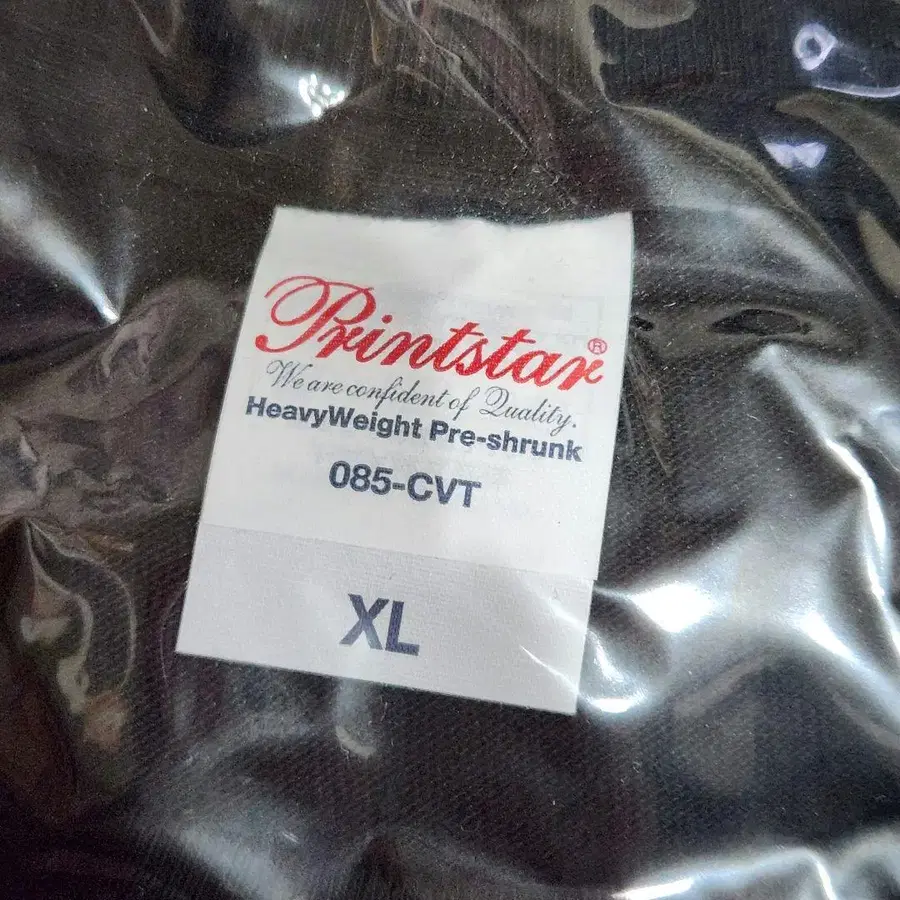 Printstar®
We are confident of Quality.
HeavyWeight Pre-shrunk
085-CVT
XL